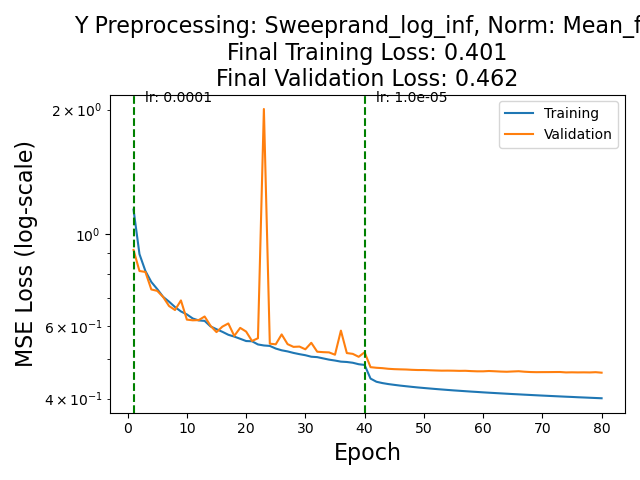 Y Preprocessing: Sweeprand_log_inf, Norm: Mean_f
Final Training Loss: 0.401
Final Validation Loss: 0.462
lr: 0.0001
lr: 1.0e-05
Training
Validation
MSE Loss (log-scale)
2 × 10⁰
10⁰
6 × 10⁻¹
4 × 10⁻¹
0 10 20 30 40 50 60 70 80
Epoch